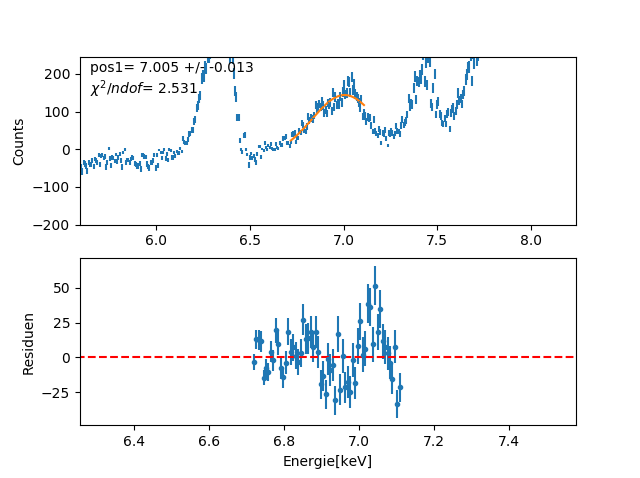 pos1= 7.005 +/- -0.013
χ²/ndof= 2.531
200
100
0
−100
−200
Counts
6.0 6.5 7.0 7.5 8.0
50
25
0
−25
Residuen
6.4 6.6 6.8 7.0 7.2 7.4
Energie[keV]